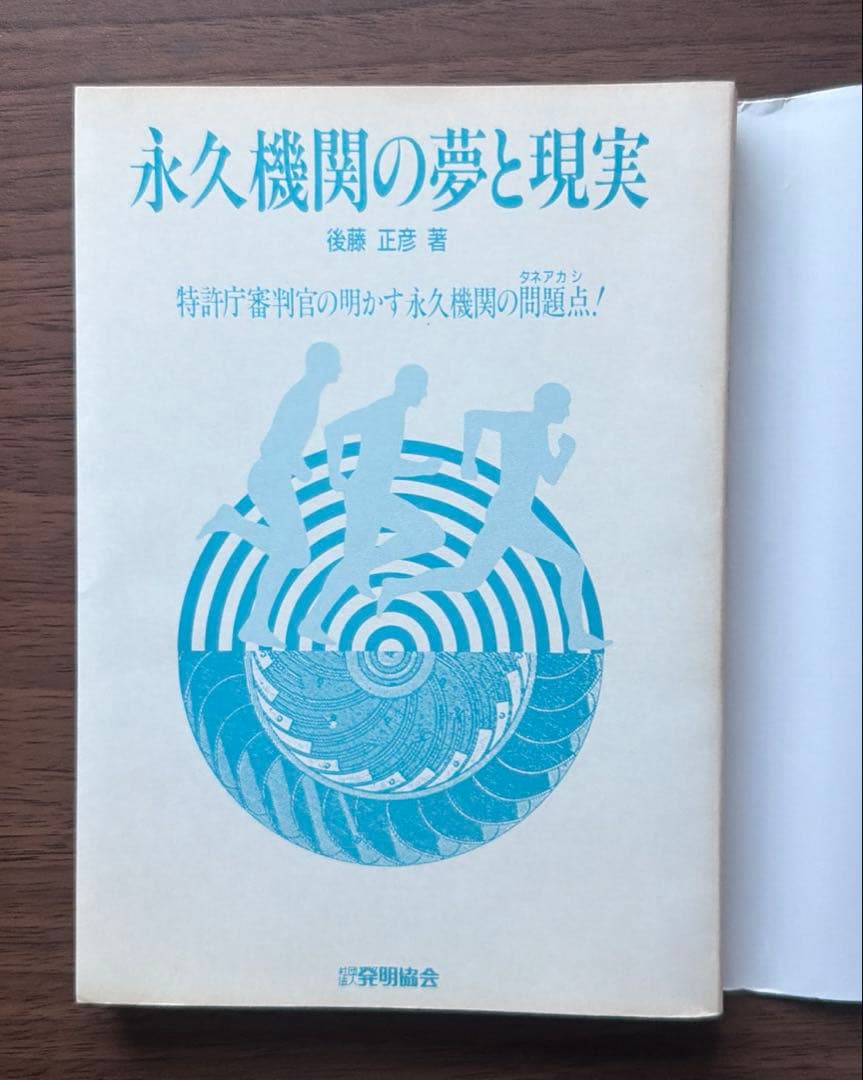 永久機関の夢と現実
後藤 正彦 著
タネアカシ
特許庁審判官の明かす永久機関の問題点!
社団法人 発明協会